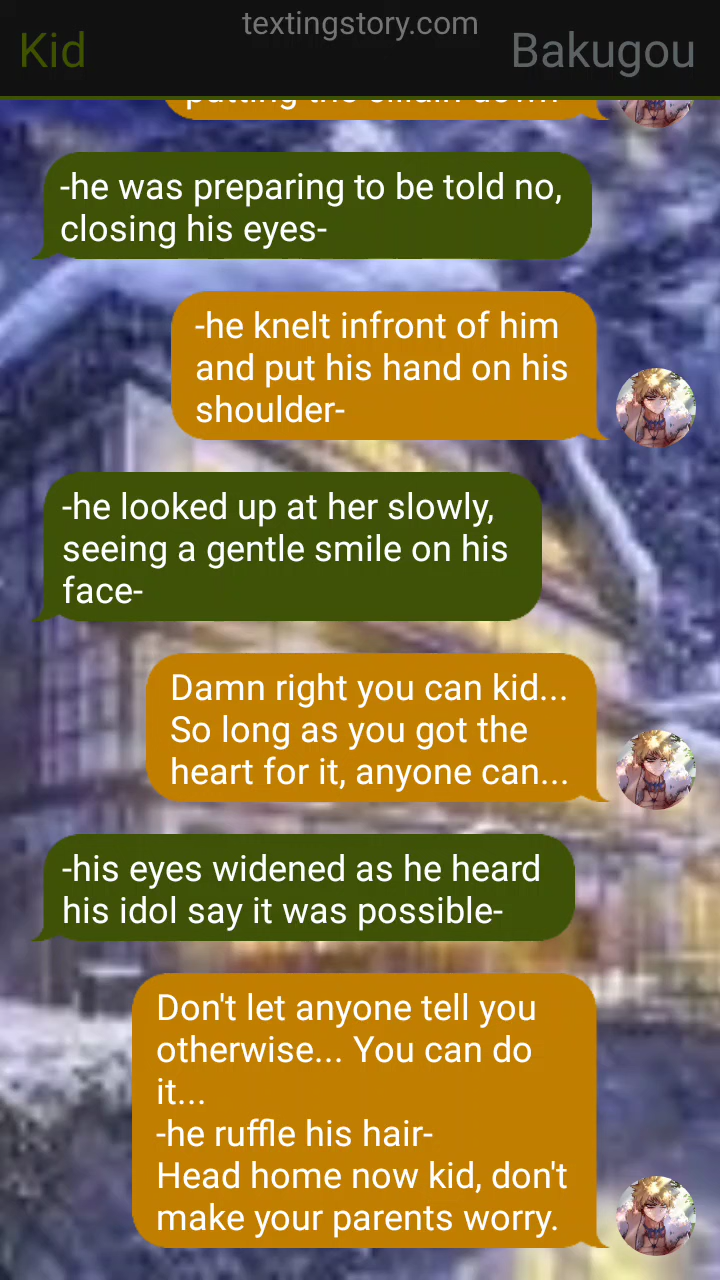 textingstory.com
Kid
Bakugou
putting the
-he was preparing to be told no,
closing his eyes-
-he knelt infront of him
and put his hand on his
shoulder-
-he looked up at her slowly,
seeing a gentle smile on his
face-
Damn right you can kid...
So long as you got the
heart for it, anyone can...
-his eyes widened as he heard
his idol say it was possible-
Don't let anyone tell you
otherwise... You can do
it...
-he ruffle his hair-
Head home now kid, don't
make your parents worry.